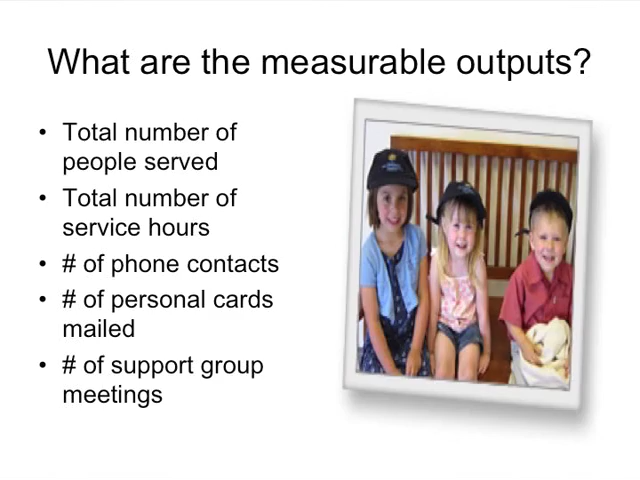 What are the measurable outputs?
• Total number of
people served
• Total number of
service hours
• # of phone contacts
• # of personal cards
mailed
• # of support group
meetings